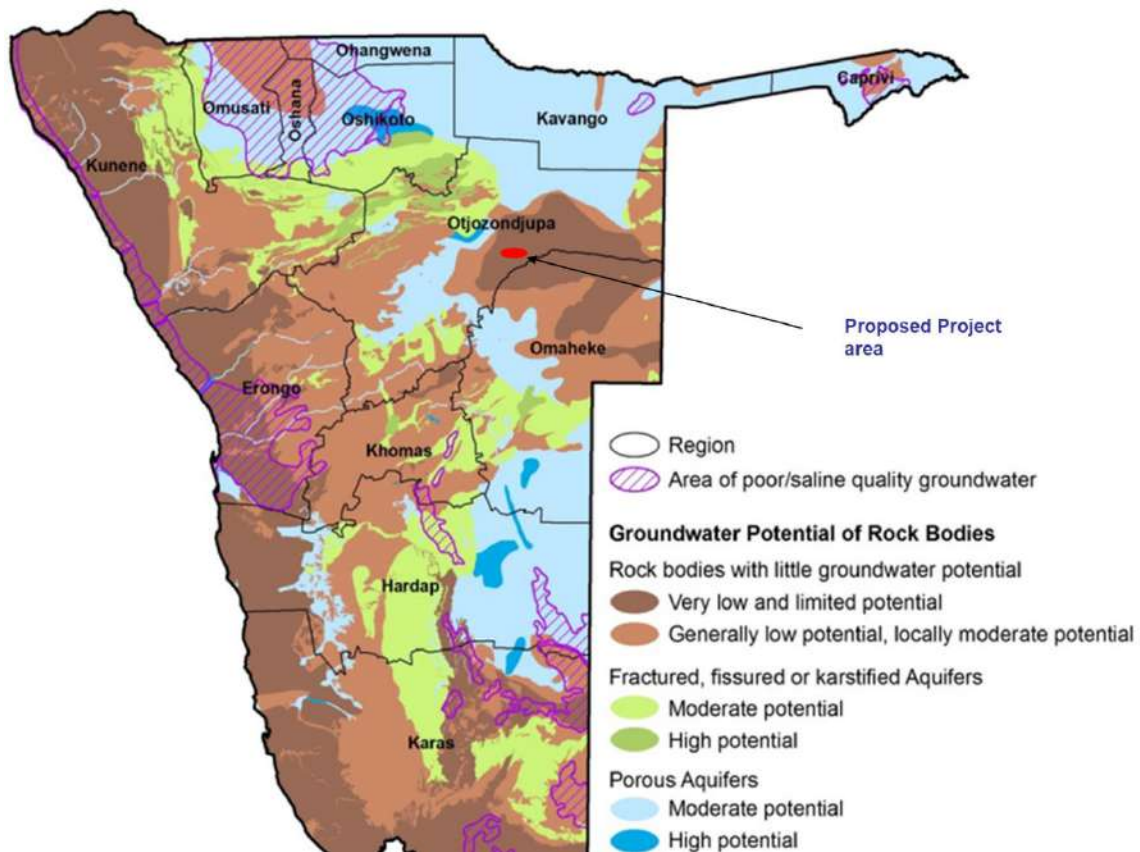 Ohangwena
Caprivi
Omusati
Oshana
Oshikoto
Kavango
Kunene
Otjozondjupa
Proposed Project
area
Omaheke
Erongo
Khomas
Region
Area of poor/saline quality groundwater
Groundwater Potential of Rock Bodies
Rock bodies with little groundwater potential
Hardap
Very low and limited potential
Generally low potential, locally moderate potential
Fractured, fissured or karstified Aquifers
Moderate potential
High potential
Karas
Porous Aquifers
Moderate potential
High potential